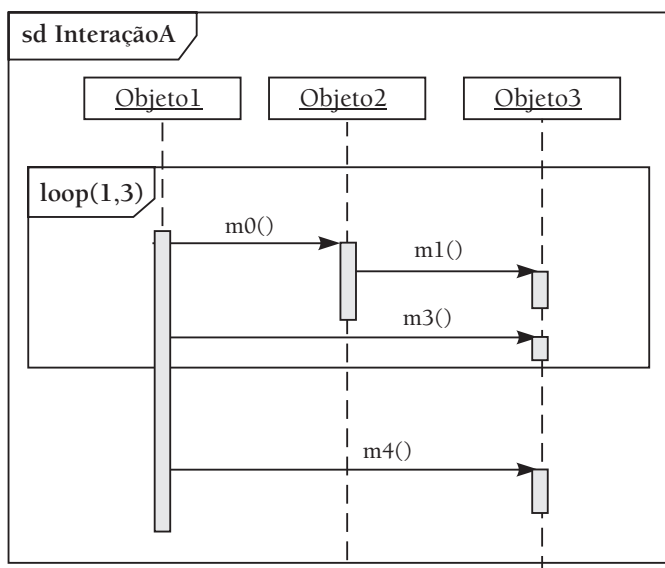 sd InteraçãoA
Objeto1 Objeto2 Objeto3
loop(1,3)
m0()
m1()
m3()
m4()